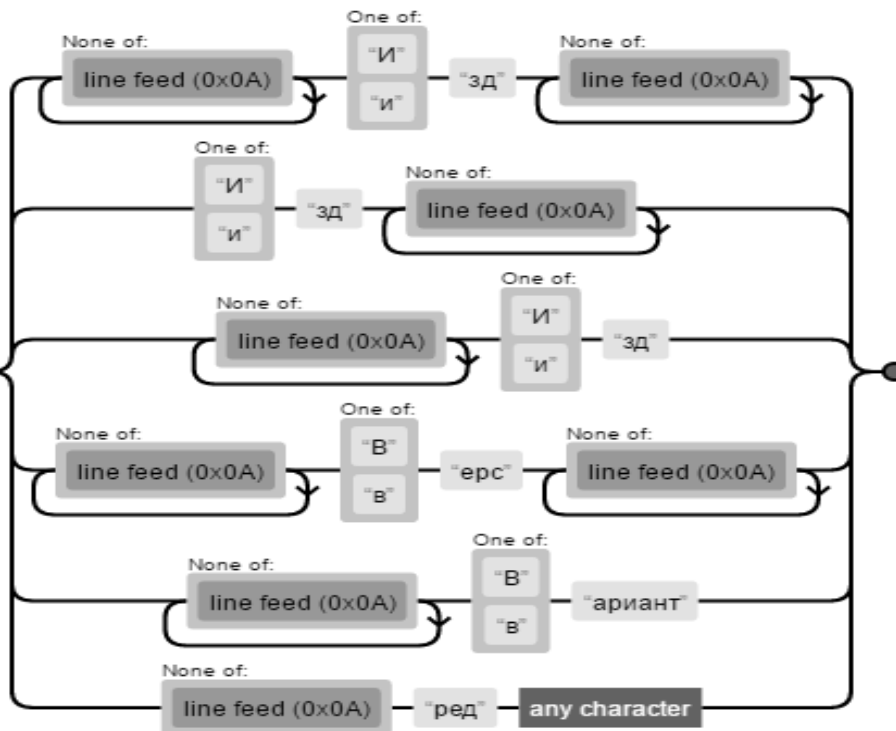 One of:
None of:
None of:
line feed (0x0A)
“И”
“и”
“зд”
line feed (0x0A)
One of:
None of:
“И”
“и”
“зд”
line feed (0x0A)
One of:
None of:
line feed (0x0A)
“И”
“и”
“зд”
One of:
None of:
None of:
line feed (0x0A)
“В”
“в”
“ерс”
line feed (0x0A)
One of:
None of:
line feed (0x0A)
“В”
“в”
“ариант”
None of:
line feed (0x0A)
“ред”
any character